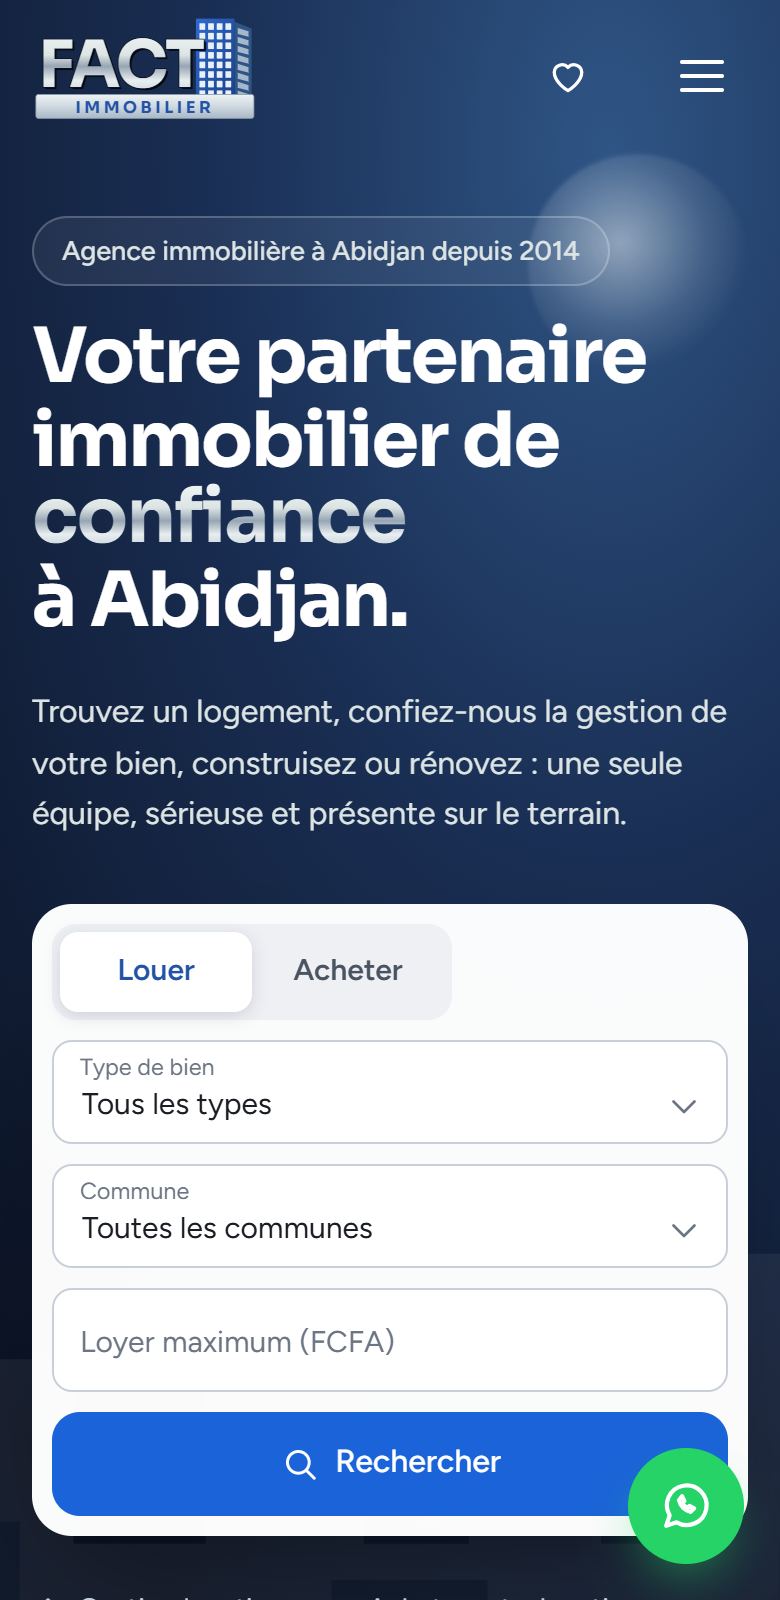 FACT
IMMOBILIER
Agence immobilière à Abidjan depuis 2014
Votre partenaire
immobilier de
confiance
à Abidjan.
Trouvez un logement, confiez-nous la gestion de
votre bien, construisez ou rénovez : une seule
équipe, sérieuse et présente sur le terrain.
Louer
Acheter
Type de bien
Tous les types
Commune
Toutes les communes
Loyer maximum (FCFA)
Rechercher